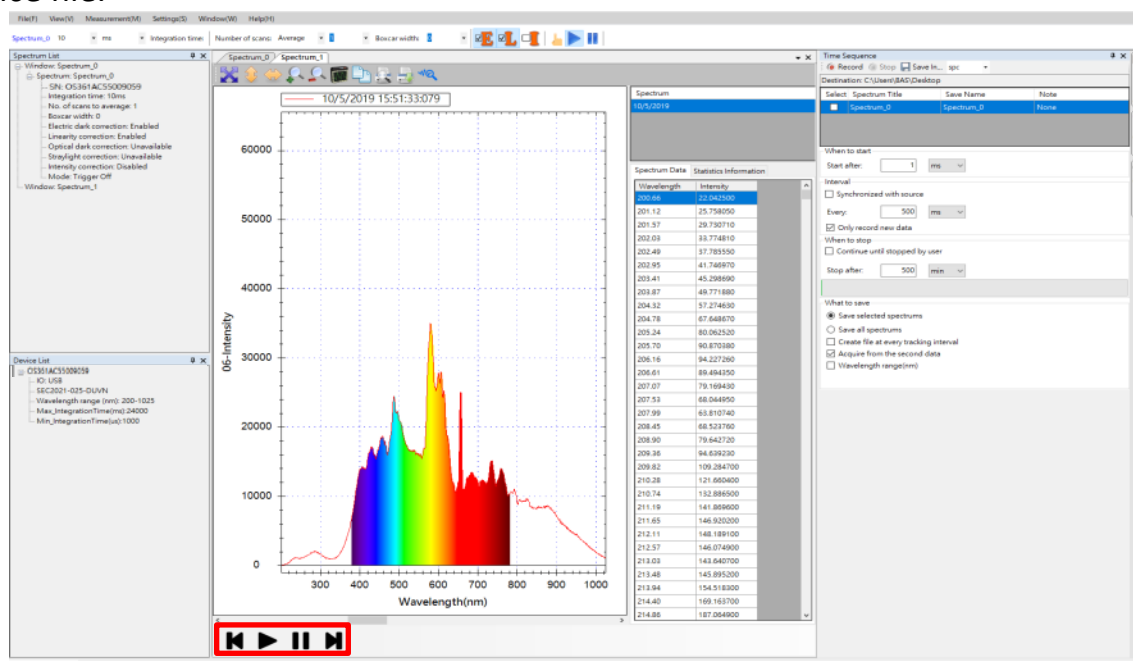 File(F) View(V) Measurement(M) Settings(S) Window(W) Help(H)
Spectrum_0 10 ms Integration time: Number of scans: Average Boxcar width: E L
Spectrum List
Window: Spectrum_0
Spectrum: Spectrum_0
SN: OS361AC55009059
Integration time: 10ms
No. of scans to average: 1
Boxcar width: 0
Electric dark correction: Enabled
Linearity correction: Enabled
Optical dark correction: Unavailable
Straylight correction: Unavailable
Intensity correction: Disabled
Mode: Trigger Off
Window: Spectrum_1
Device List
OS361AC55009059
IO: USB
SEC2021-025-DUVN
Wavelength range (nm): 200-1025
Max_IntegrationTime(ms):24000
Min_IntegrationTime(us):1000
Spectrum_0 Spectrum_1
10/5/2019 15:51:33:079
60000
50000
40000
30000
20000
10000
0
06-Intensity
300 400 500 600 700 800 900 1000
Wavelength(nm)
Spectrum
10/5/2019
Spectrum Data Statistics Information
Wavelength Intensity
200.66 22.042500
201.12 25.758050
201.57 29.730710
202.03 33.774810
202.49 37.785550
202.95 41.746970
203.41 45.298690
203.87 49.771880
204.32 57.274630
204.78 67.648670
205.24 80.062520
205.70 90.870380
206.16 94.227260
206.61 89.494350
207.07 79.169430
207.53 68.044950
207.99 63.810740
208.45 68.523760
208.90 79.642720
209.36 94.639230
209.82 109.284700
210.28 121.660400
210.74 132.886500
211.19 141.869600
211.65 146.920200
212.11 148.189100
212.57 146.074900
213.03 143.640700
213.48 145.895200
213.94 154.518300
214.40 169.163700
214.86 187.064900
Time Sequence
Record Stop Save In... spc
Destination: C:\Users\BAS\Desktop
Select Spectrum Title Save Name Note
Spectrum_0 Spectrum_0 None
When to start
Start after: 1 ms
Interval
Synchronized with source
Every: 500 ms
Only record new data
When to stop
Continue until stopped by user
Stop after: 500 min
What to save
Save selected spectrums
Save all spectrums
Create file at every tracking interval
Acquire from the second data
Wavelength range(nm)